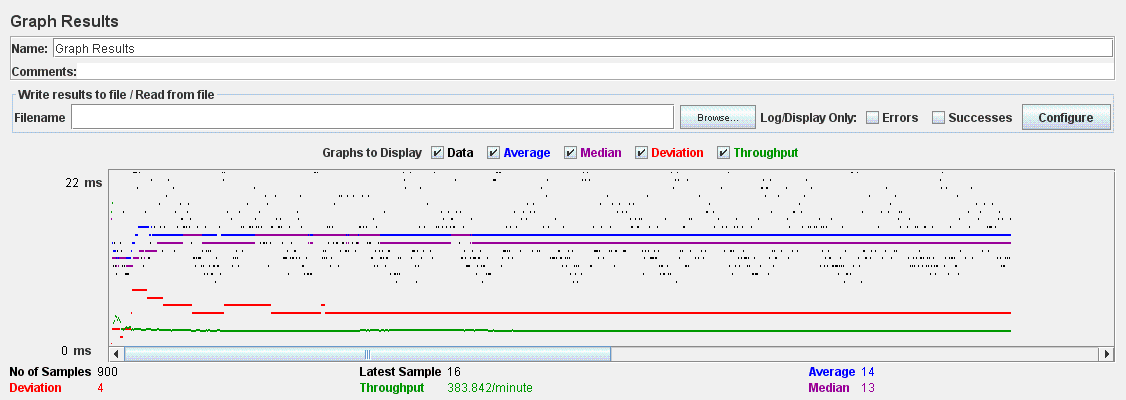 Graph Results
Name: Graph Results
Comments:
Write results to file / Read from file
Filename Browse... Log/Display Only: Errors Successes Configure
Graphs to Display Data Average Median Deviation Throughput
22 ms
0 ms
No of Samples 900 Latest Sample 16 Average 14
Deviation 4 Throughput 383.842/minute Median 13